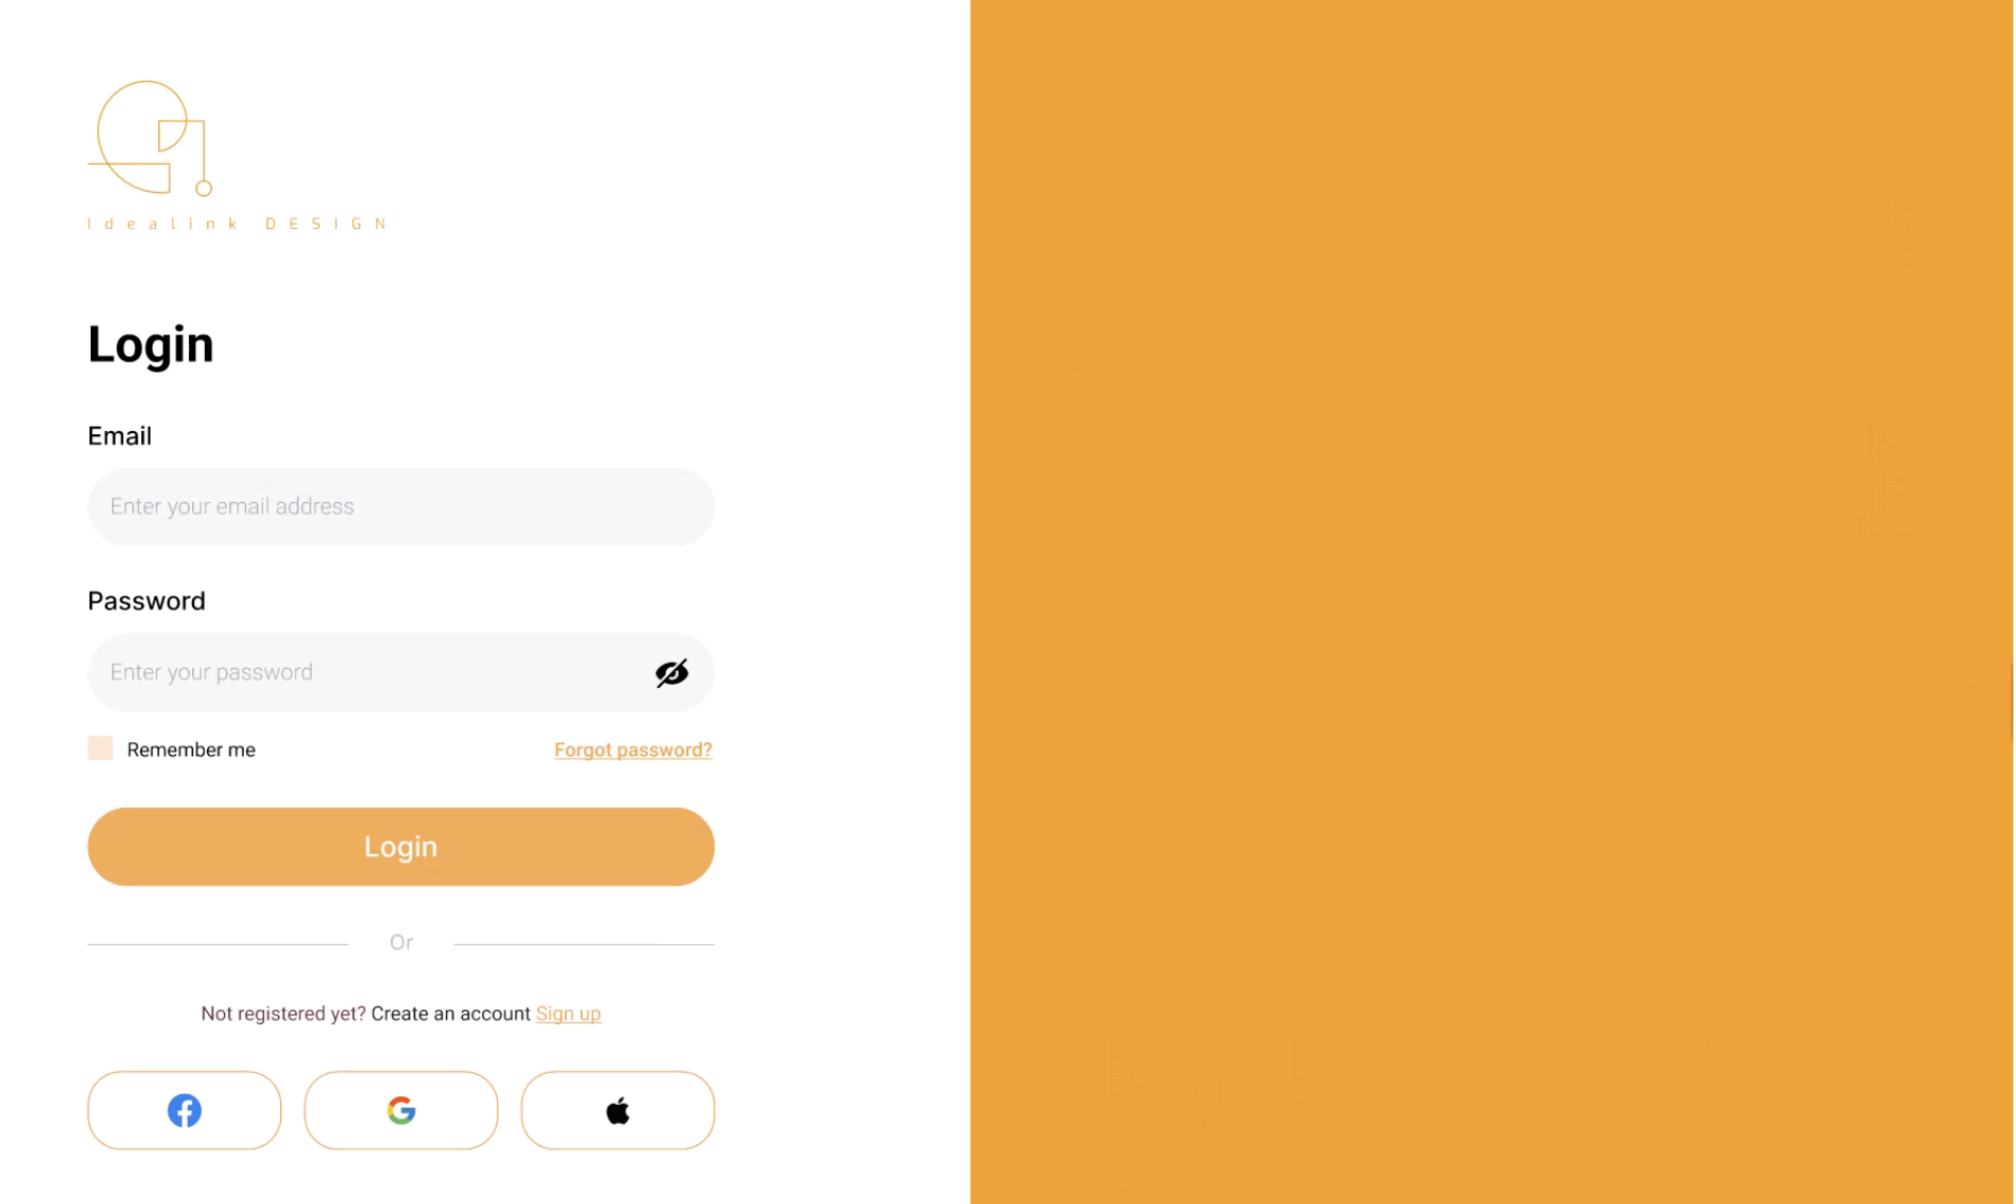 Idealink DESIGN
Login
Email
Enter your email address
Password
Enter your password
Remember me
Forgot password?
Login
Or
Not registered yet? Create an account Sign up